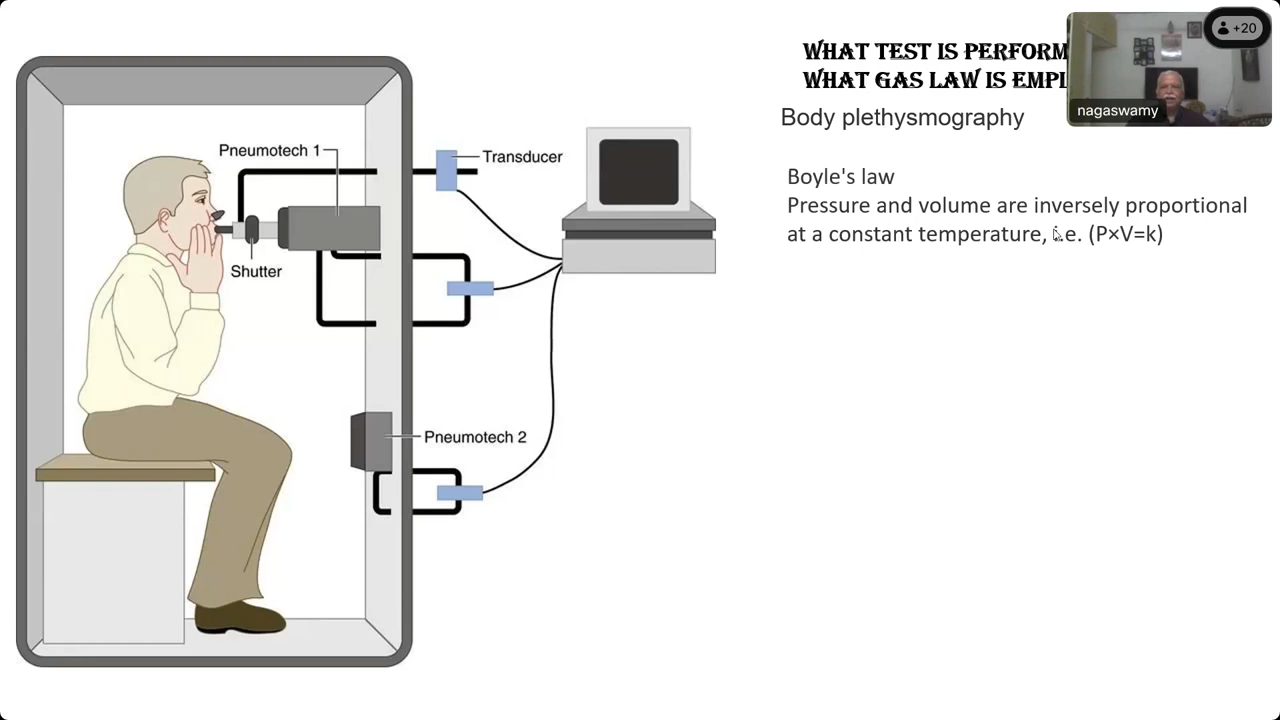 WHAT TEST IS PERFORM
WHAT GAS LAW IS EMPL
+20
nagaswamy
Body plethysmography
Boyle's law
Pressure and volume are inversely proportional
at a constant temperature, i.e. (P×V=k)
Pneumotech 1
Transducer
Shutter
Pneumotech 2